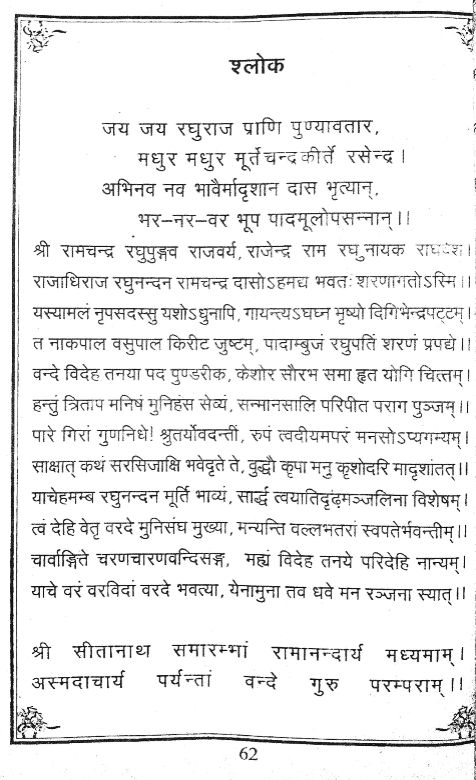 श्लोक
जय जय रघुराज प्राणि पुण्यावतार,
मधुर मधुर मूर्तेचन्द्रकीर्ते रसेन्द्र।
अभिनव नव भावैर्मादृशान दास भृत्यान्,
भर-नर-वर भूप पादमूलोपसन्नान्।।
श्री रामचन्द्र रघुपुङ्गव राजवर्य, राजेन्द्र राम रघुनायक राघवेश।
राजाधिराज रघुनन्दन रामचन्द्र दासोऽहमद्य भवतः शरणागतोऽस्मि।।
यस्यामलं नृपसदस्सु यशोऽधुनापि, गायन्त्यऽघघ्न भृष्यो दिगिभेन्द्रपट्टम्।
त नाकपाल वसुपाल किरीट जुष्टम्, पादाम्बुजं रघुपतिं शरणं प्रपद्ये।।
वन्दे विदेह तनया पद पुण्डरीक, केशोर सौरभ समा हृत योगि चित्तम्।
हन्तुं त्रिताप मनिषं मुनिहंस सेव्यं, सन्मानसालि परिपीत पराग पुञ्जम्।।
पारे गिरां गुणनिधे! श्रुतर्योवदन्तीं, रुपं त्वदीयमपरं मनसोऽप्यगम्यम्।
साक्षात् कथं सरसिजाक्षि भवेदृते ते, वुद्धौ कृपा मनु कृशोदरि मादृशांतत्।।
याचेहमम्ब रघुनन्दन मूर्ति भाव्यं, सार्द्ध त्वयातिदृंढ़मञ्जलिना विशेषम्।
त्वं देहि वेतृ वरदे मुनिसंघ मुख्या, मन्यन्ति वल्लभतरां स्वपतेर्भवन्तीम्।।
चार्वाङ्गिते चरणचारणवन्दिसङ्ग, मह्यं विदेह तनये परिदेहि नान्यम्।
याचे वरं वरविदां वरदे भवत्या, येनामुना तव धवे मन रञ्जना स्यात्।।
श्री सीतानाथ समारम्भां रामानन्दार्य मध्यमाम्।
अस्मदाचार्य पर्यन्तां वन्दे गुरु परम्पराम्।।
62